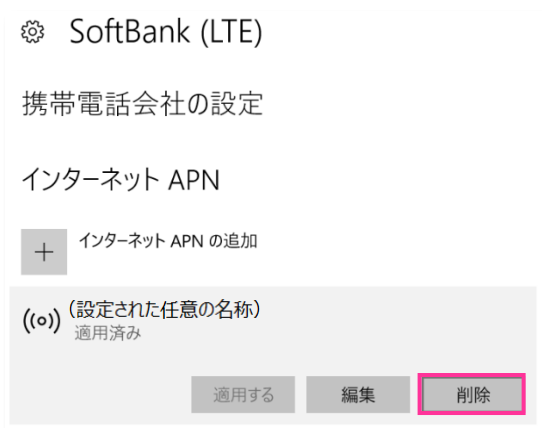 SoftBank (LTE)
携帯電話会社の設定
インターネット APN
インターネット APN の追加
（設定された任意の名称）
適用済み
適用する 編集 削除